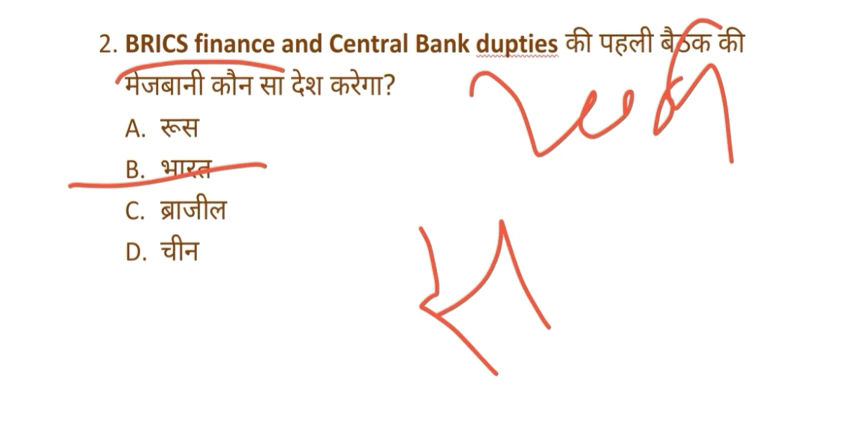 2. BRICS finance and Central Bank dupties की पहली बैठक की
मेजबानी कौन सा देश करेगा?
A. रूस
B. भारत
C. ब्राजील
D. चीन